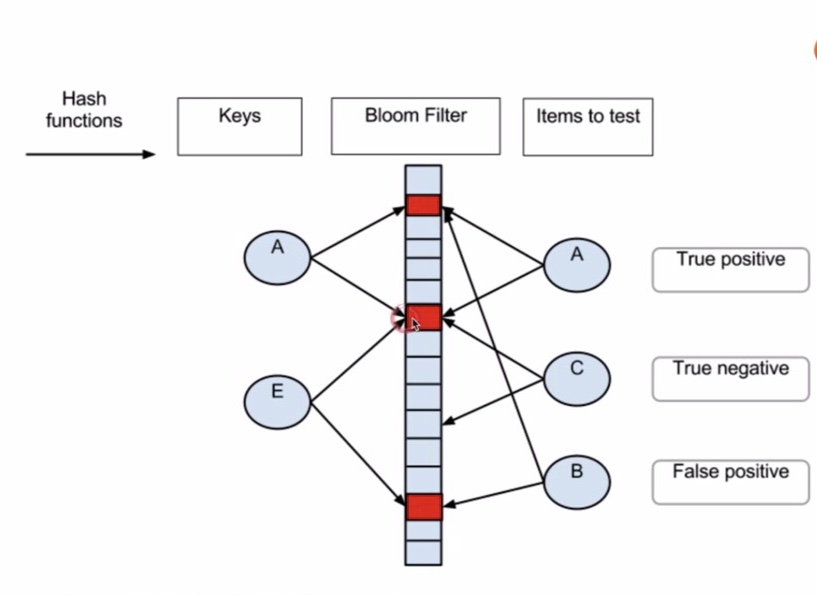 Hash
functions
Keys
Bloom Filter
Items to test
A
A
True positive
C
True negative
E
B
False positive